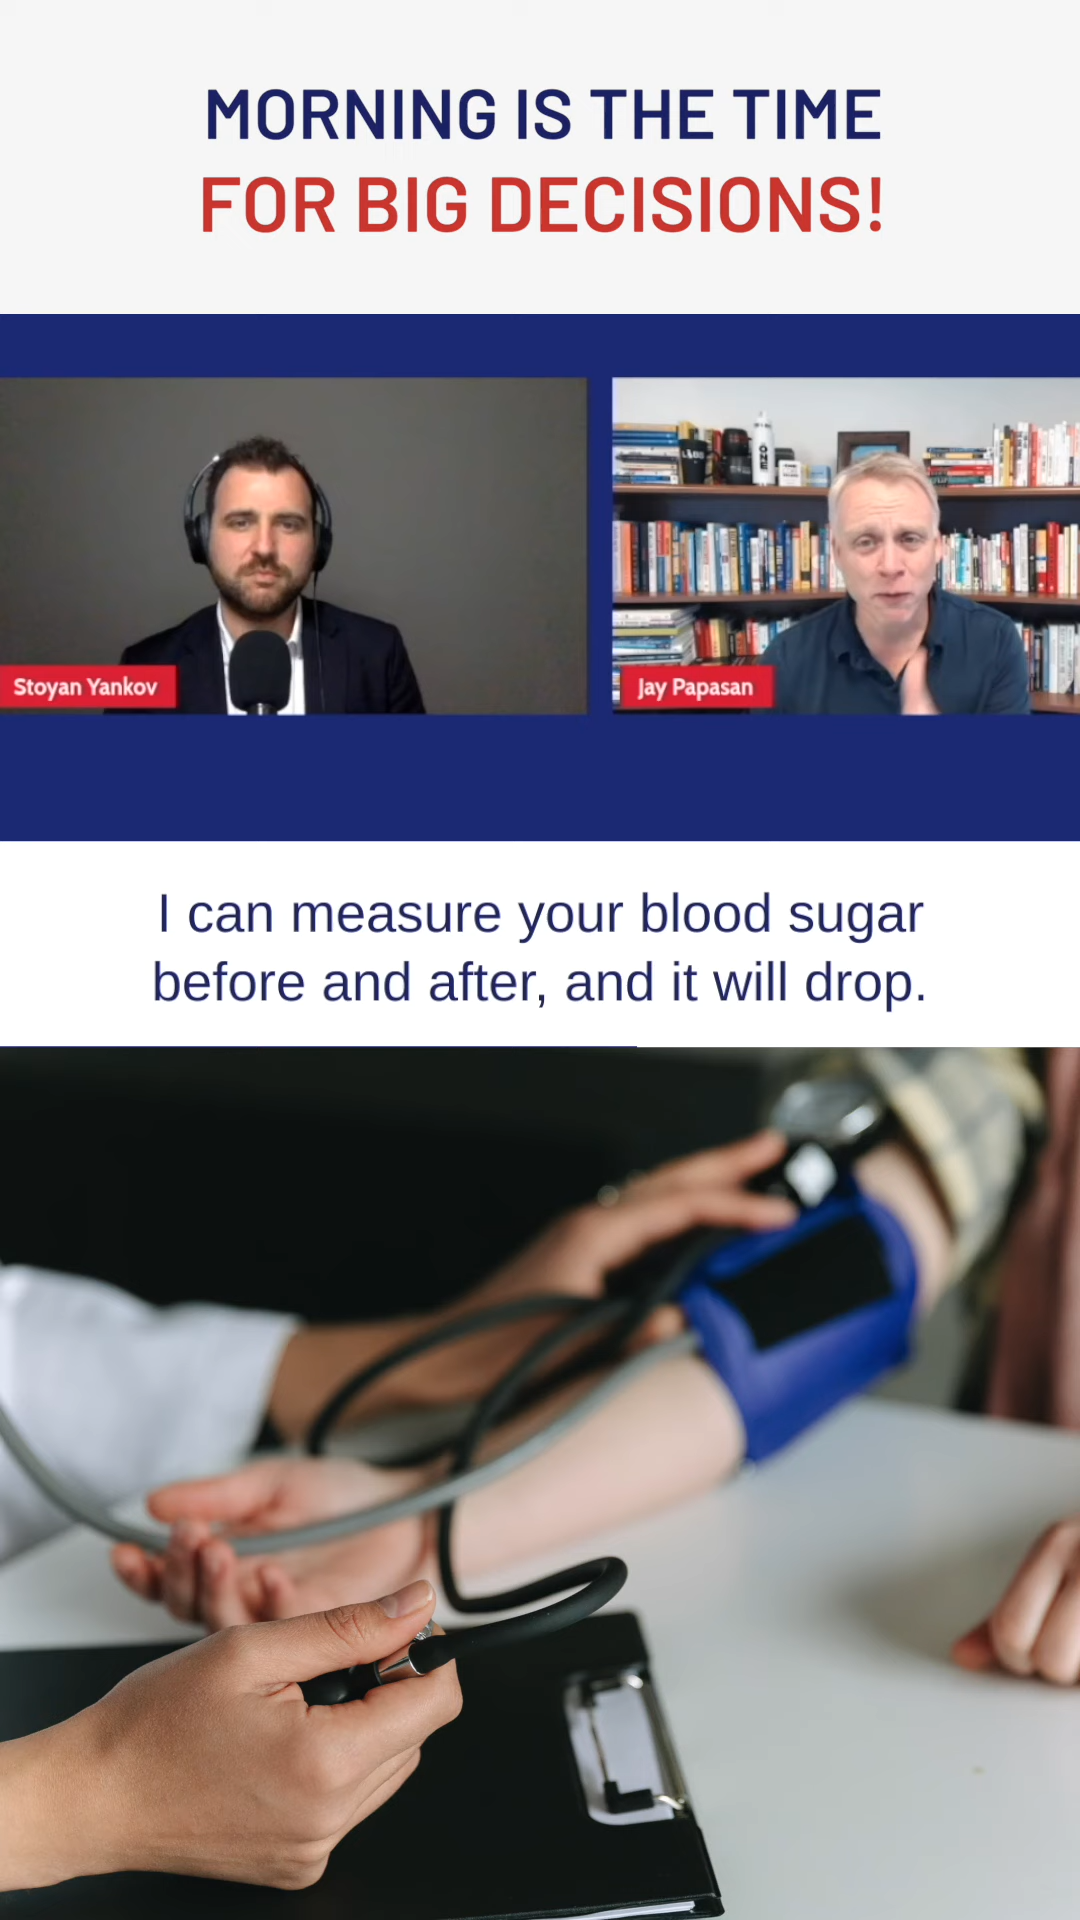 MORNING IS THE TIME
FOR BIG DECISIONS!
Stoyan Yankov
Jay Papasan
I can measure your blood sugar
before and after, and it will drop.